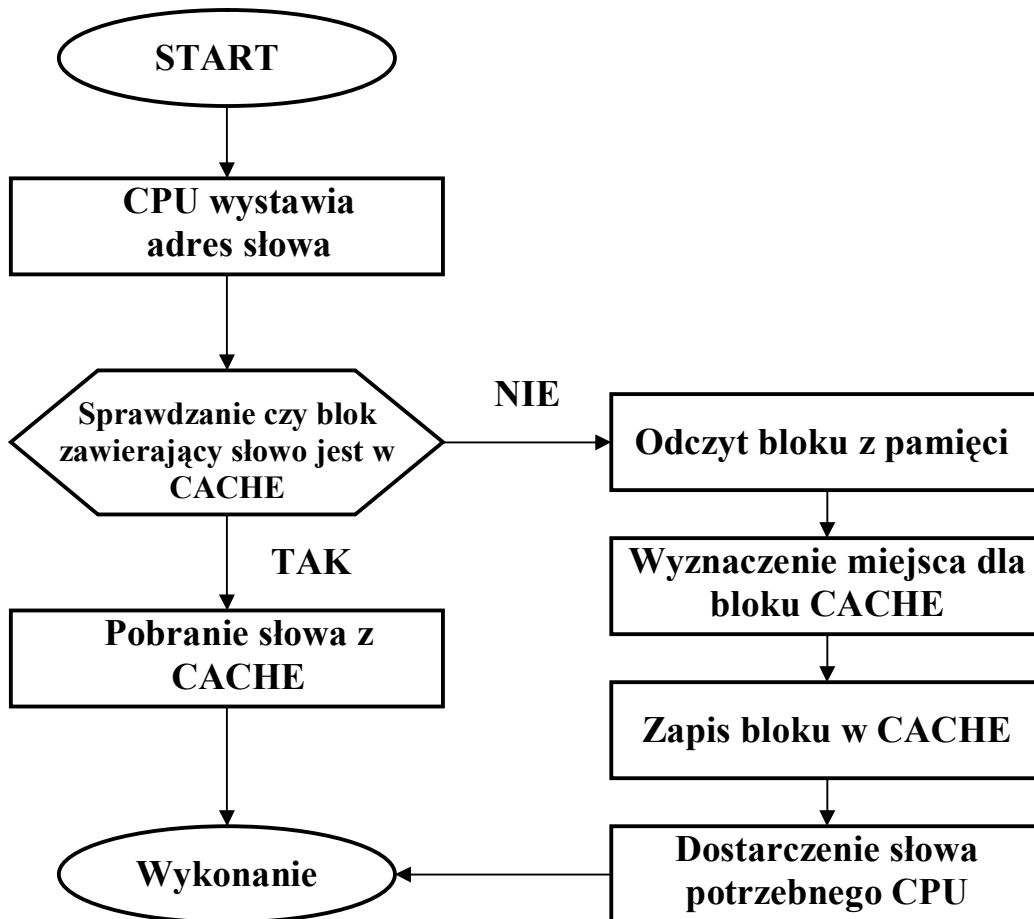 START
CPU wystawia
adres słowa
Sprawdzanie czy blok
zawierający słowo jest w
CACHE
NIE
Odczyt bloku z pamięci
TAK
Wyznaczenie miejsca dla
bloku CACHE
Pobranie słowa z
CACHE
Zapis bloku w CACHE
Dostarczenie słowa
potrzebnego CPU
Wykonanie